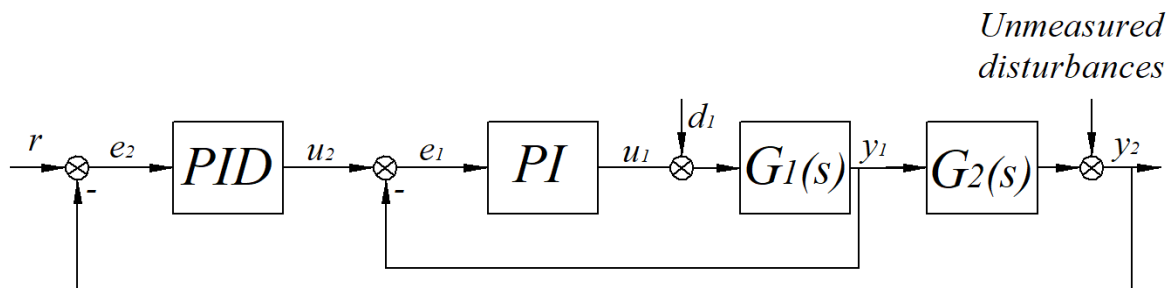 Unmeasured
disturbances
r
e2
PID
u2
e1
PI
u1
d1
G1(s)
y1
G2(s)
y2
-
-